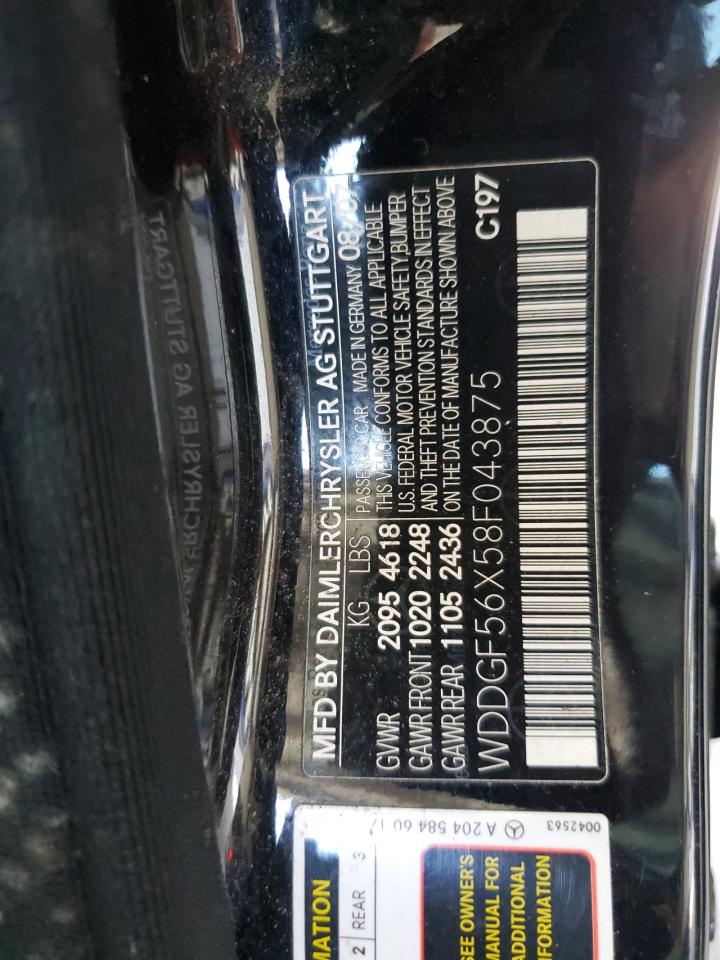 MFD BY DAIMLERCHRYSLER AG STUTTGART
KG LBS PASSENGER CAR MADE IN GERMANY 08/07
GVWR 2095 4618 THIS VEHICLE CONFORMS TO ALL APPLICABLE
GAWR FRONT 1020 2248 U.S. FEDERAL MOTOR VEHICLE SAFETY, BUMPER
GAWR REAR 1105 2436 AND THEFT PREVENTION STANDARDS IN EFFECT
ON THE DATE OF MANUFACTURE SHOWN ABOVE
WDDGF56X58F043875 C197
MATION
2 REAR 3
SEE OWNER'S
MANUAL FOR
ADDITIONAL
INFORMATION
A 204 584 60 17
0042563